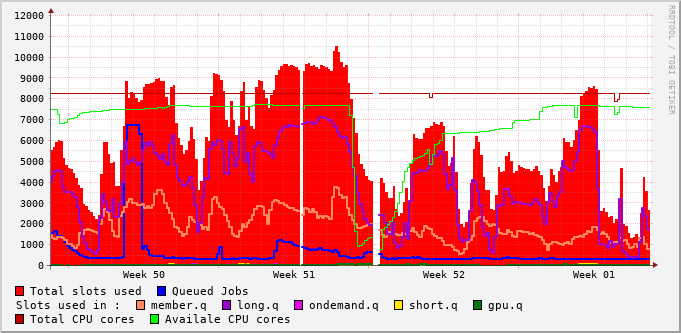 12000
11000
10000
9000
8000
7000
6000
5000
4000
3000
2000
1000
0
Week 50 Week 51 Week 52 Week 01
RRDTOOL / TOBI OETIKER
Total slots used Queued Jobs
Slots used in : member.q long.q ondemand.q short.q gpu.q
Total CPU cores Availale CPU cores